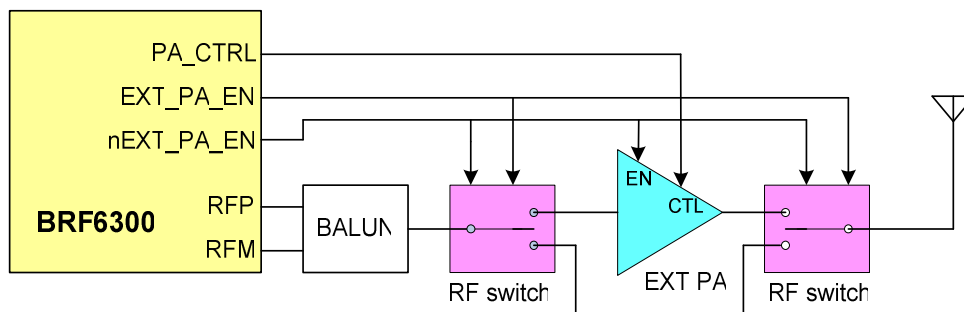 PA_CTRL
EXT_PA_EN
nEXT_PA_EN
RFP
BRF6300
RFM
BALUN
EN
CTL
EXT PA
RF switch
RF switch